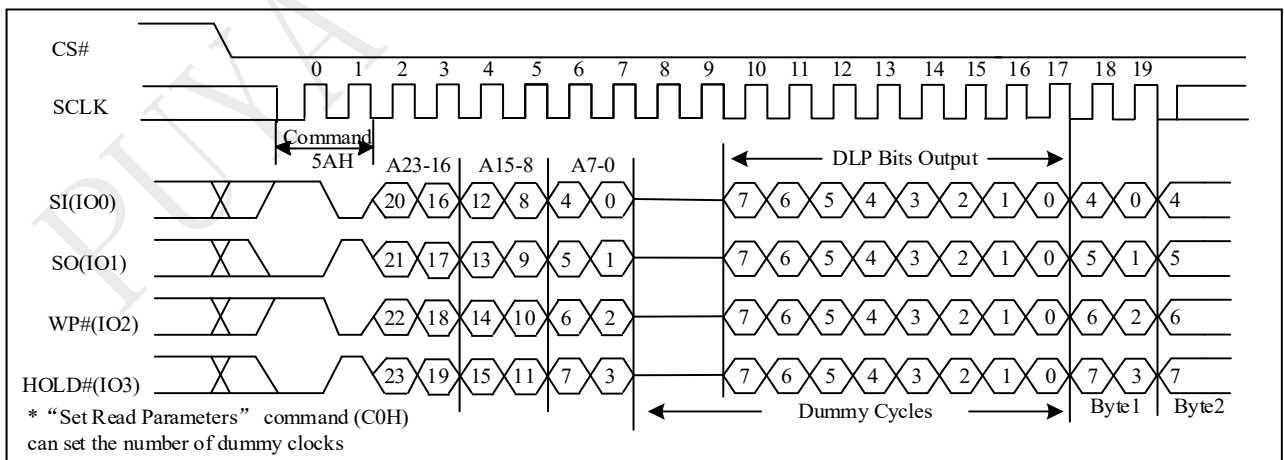 PUYA
CS#
0 1 2 3 4 5 6 7 8 9 10 11 12 13 14 15 16 17 18 19
SCLK
Command
5AH
A23-16 A15-8 A7-0 DLP Bits Output
SI(IO0) 20 16 12 8 4 0 7 6 5 4 3 2 1 0 4 0 4
SO(IO1) 21 17 13 9 5 1 7 6 5 4 3 2 1 0 5 1 5
WP#(IO2) 22 18 14 10 6 2 7 6 5 4 3 2 1 0 6 2 6
HOLD#(IO3) 23 19 15 11 7 3 7 6 5 4 3 2 1 0 7 3 7
Dummy Cycles Byte1 Byte2
* “Set Read Parameters” command (C0H)
can set the number of dummy clocks